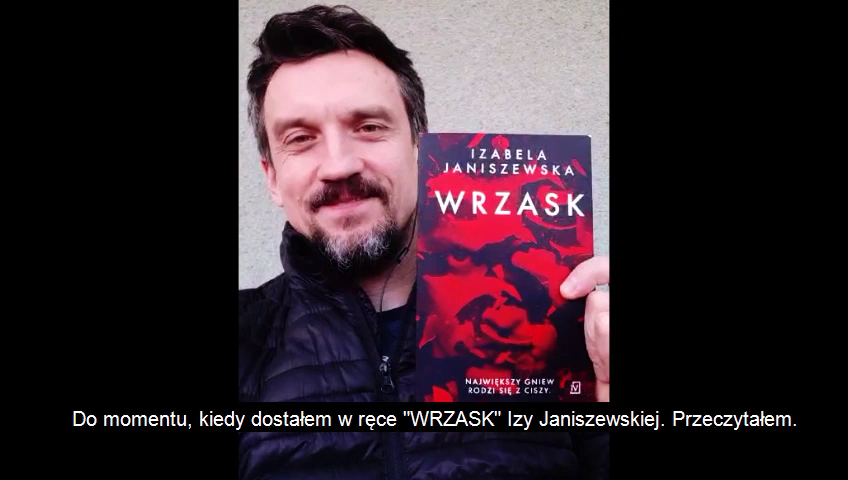 IZABELA
JANISZEWSKA
WRZASK
NAJWIĘKSZY GNIEW
RODZI SIĘ Z CISZY.
Do momentu, kiedy dostałem w ręce "WRZASK" Izy Janiszewskiej. Przeczytałem.